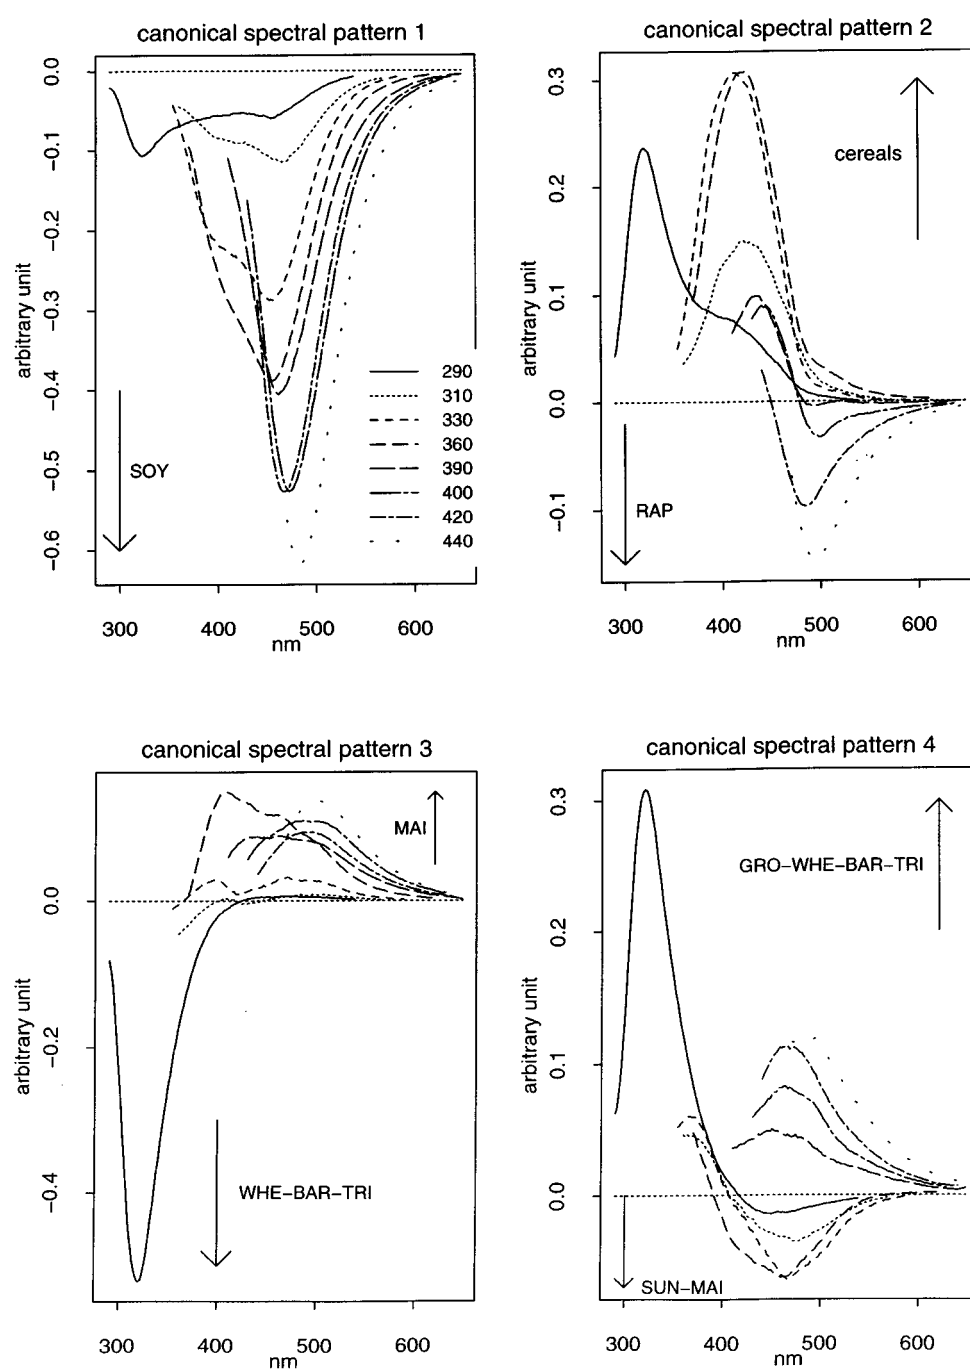 canonical spectral pattern 1
0.0
-0.1
-0.2
-0.3
-0.4
-0.5
-0.6
arbitrary unit
SOY
290
310
330
360
390
400
420
440
300 400 500 600
nm
canonical spectral pattern 2
0.3
0.2
0.1
0.0
-0.1
arbitrary unit
cereals
RAP
300 400 500 600
nm
canonical spectral pattern 3
0.0
-0.2
-0.4
arbitrary unit
MAI
WHE-BAR-TRI
300 400 500 600
nm
canonical spectral pattern 4
0.3
0.2
0.1
0.0
arbitrary unit
GRO-WHE-BAR-TRI
SUN-MAI
300 400 500 600
nm